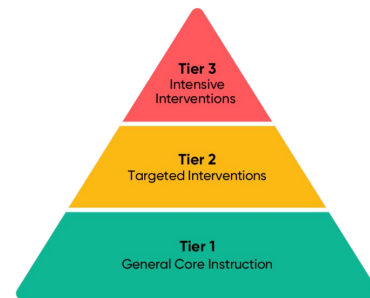 Tier 3
Intensive
Interventions
Tier 2
Targeted Interventions
Tier 1
General Core Instruction